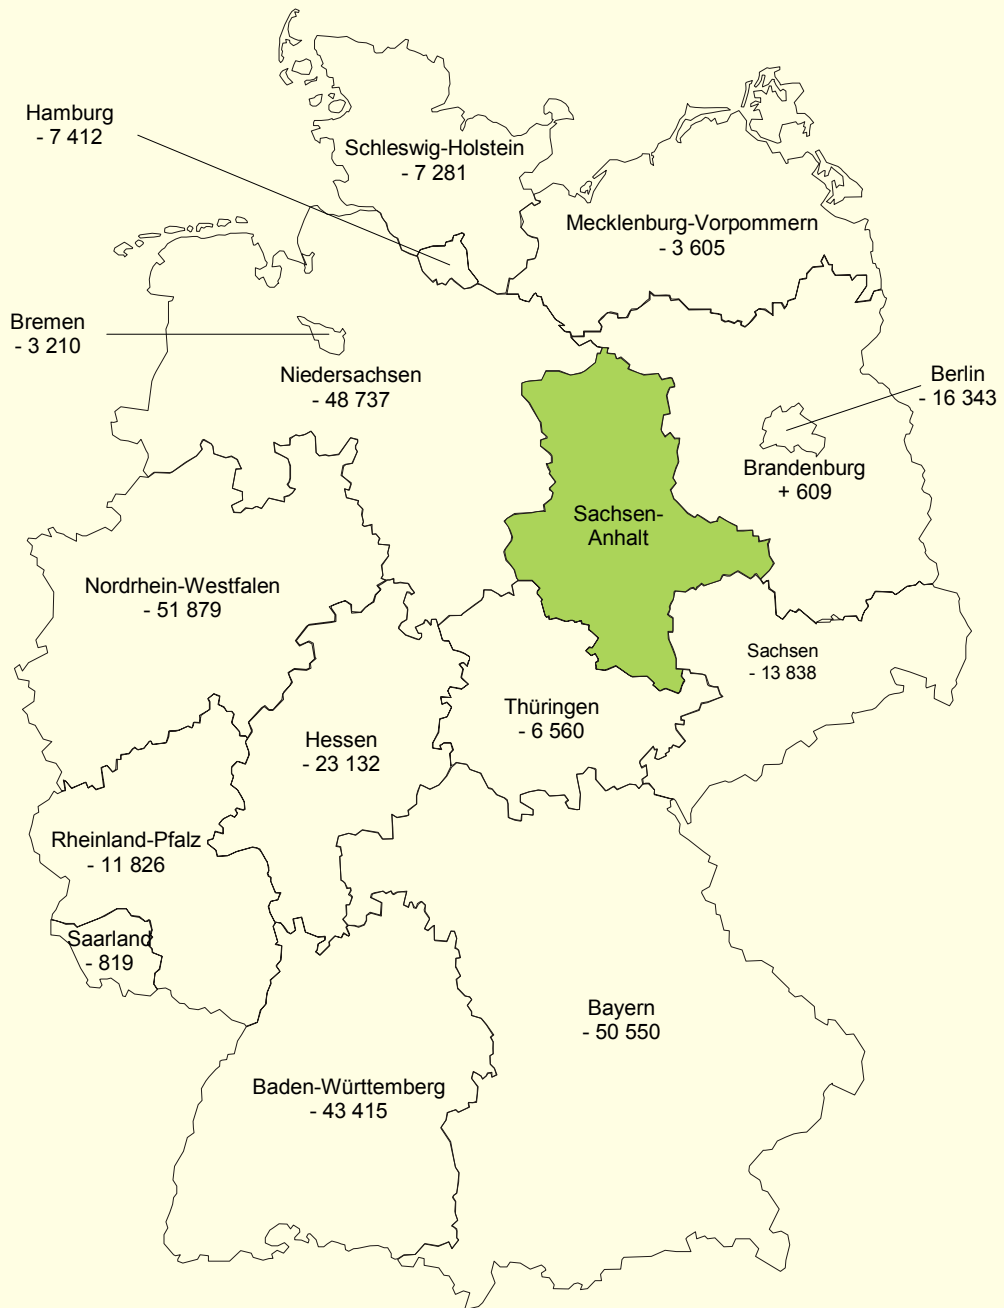 Hamburg
- 7 412
Schleswig-Holstein
- 7 281
Mecklenburg-Vorpommern
- 3 605
Bremen
- 3 210
Niedersachsen
- 48 737
Berlin
- 16 343
Brandenburg
+ 609
Sachsen-
Anhalt
Nordrhein-Westfalen
- 51 879
Sachsen
- 13 838
Thüringen
- 6 560
Hessen
- 23 132
Rheinland-Pfalz
- 11 826
Saarland
- 819
Bayern
- 50 550
Baden-Württemberg
- 43 415